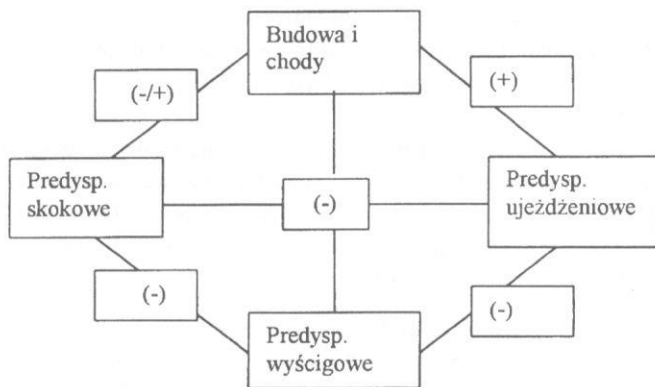 Budowa i
chody
(-/+)
(+)
Predysp.
skokowe
(-)
Predysp.
ujeżdżeniowe
(-)
(-)
Predysp.
wyścigowe